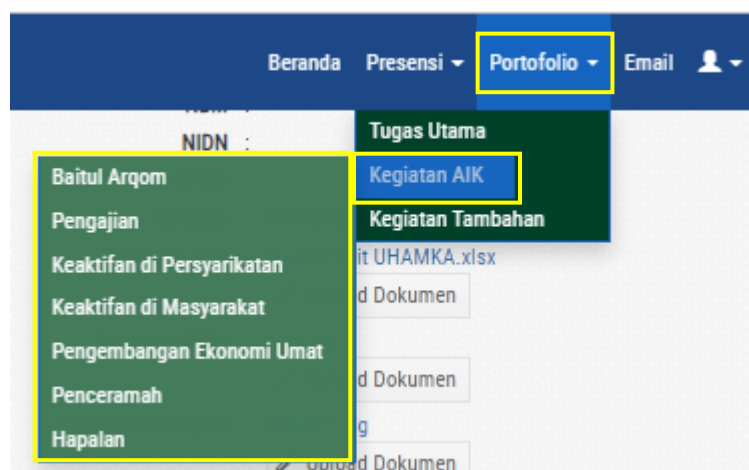 Beranda Presensi Portofolio Email
NIDN :
Tugas Utama
Kegiatan AIK
Kegiatan Tambahan
Baitul Arqom
Pengajian
Keaktifan di Persyarikatan
Keaktifan di Masyarakat
Pengembangan Ekonomi Umat
Penceramah
Hapalan
it UHAMKA.xlsx
d Dokumen
d Dokumen
g
Upload Dokumen